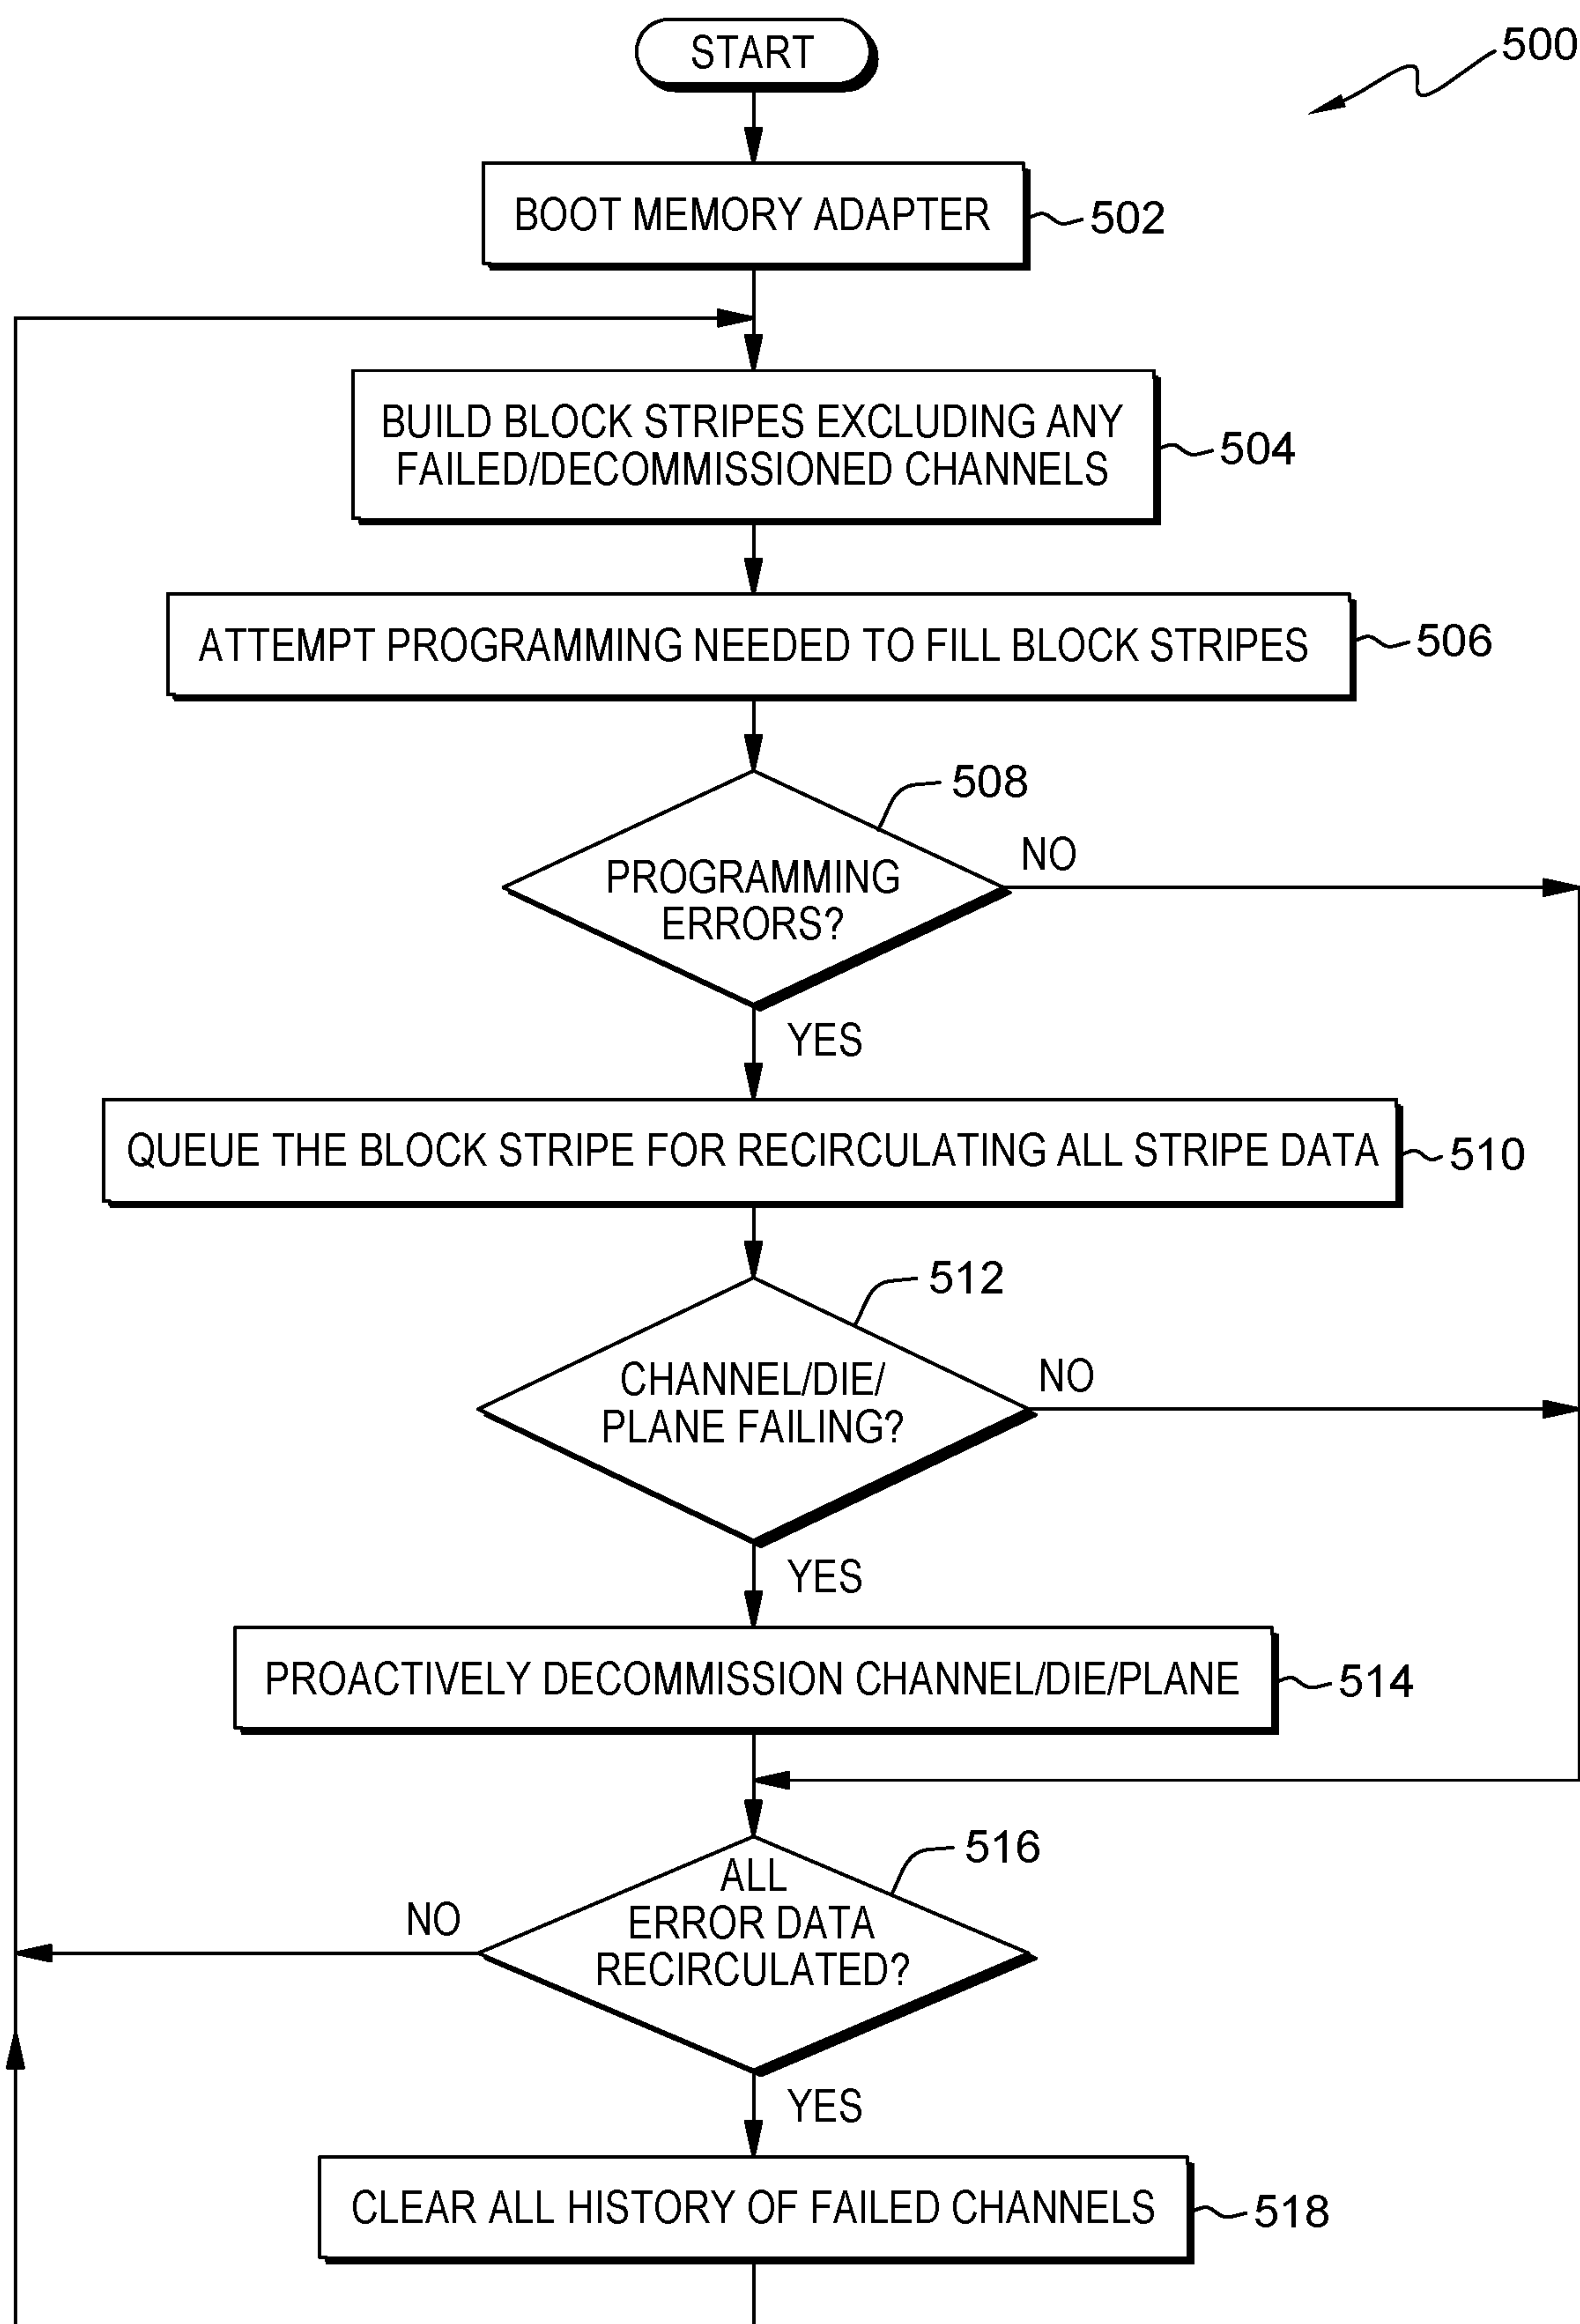 START
500
BOOT MEMORY ADAPTER
502
BUILD BLOCK STRIPES EXCLUDING ANY
FAILED/DECOMMISSIONED CHANNELS
504
ATTEMPT PROGRAMMING NEEDED TO FILL BLOCK STRIPES
506
508
PROGRAMMING
ERRORS?
NO
YES
QUEUE THE BLOCK STRIPE FOR RECIRCULATING ALL STRIPE DATA
510
512
CHANNEL/DIE/
PLANE FAILING?
NO
YES
PROACTIVELY DECOMMISSION CHANNEL/DIE/PLANE
514
516
ALL
ERROR DATA
RECIRCULATED?
NO
YES
CLEAR ALL HISTORY OF FAILED CHANNELS
518